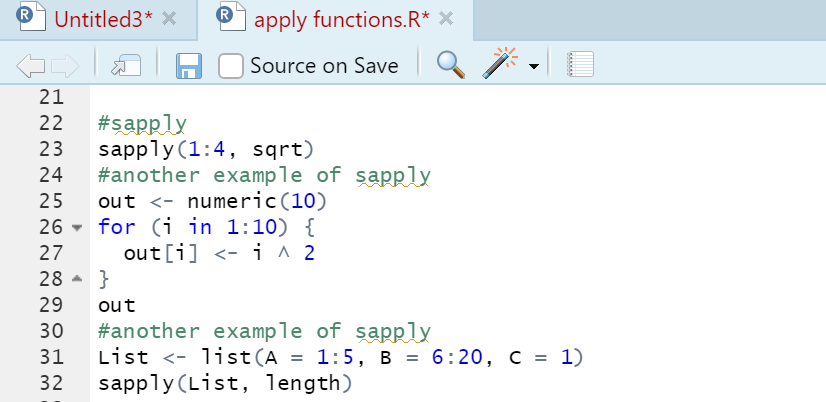 R Untitled3* ×   R apply functions.R* ×
Source on Save
21
22 #sapply
23 sapply(1:4, sqrt)
24 #another example of sapply
25 out <- numeric(10)
26 for (i in 1:10) {
27   out[i] <- i ^ 2
28 }
29 out
30 #another example of sapply
31 List <- list(A = 1:5, B = 6:20, C = 1)
32 sapply(List, length)